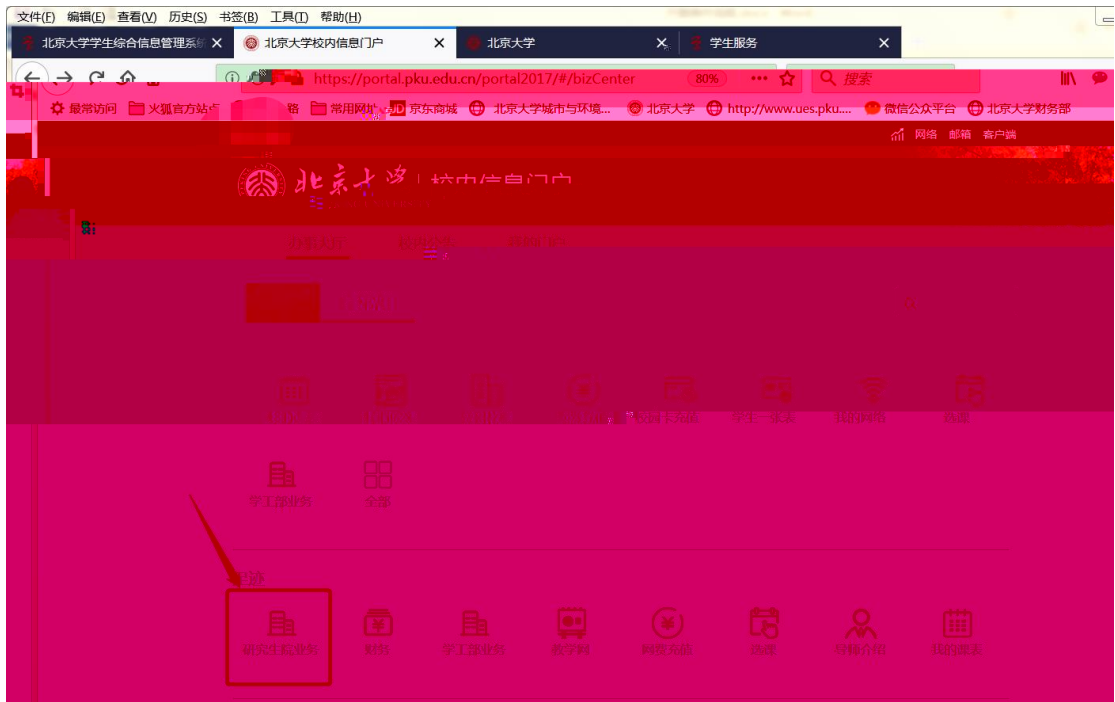 文件(F) 编辑(E) 查看(V) 历史(S) 书签(B) 工具(T) 帮助(H)
北京大学学生综合信息管理系统 北京大学校内信息门户 北京大学 学生服务
https://portal.pku.edu.cn/portal2017/#/bizCenter 80% 搜索
最常访问 火狐官方站点 常用网址 JD 京东商城 北京大学城市与环境... 北京大学 http://www.ues.pku.... 微信公众平台 北京大学财务部
网络 邮箱 客户端
北京大学 校内信息门户
校园卡充值 学生一张表 我的网络 选课
学工部业务 全部
足迹
研究生院业务 财务 学工部业务 教学网 网费充值 选课 导师介绍 我的课表